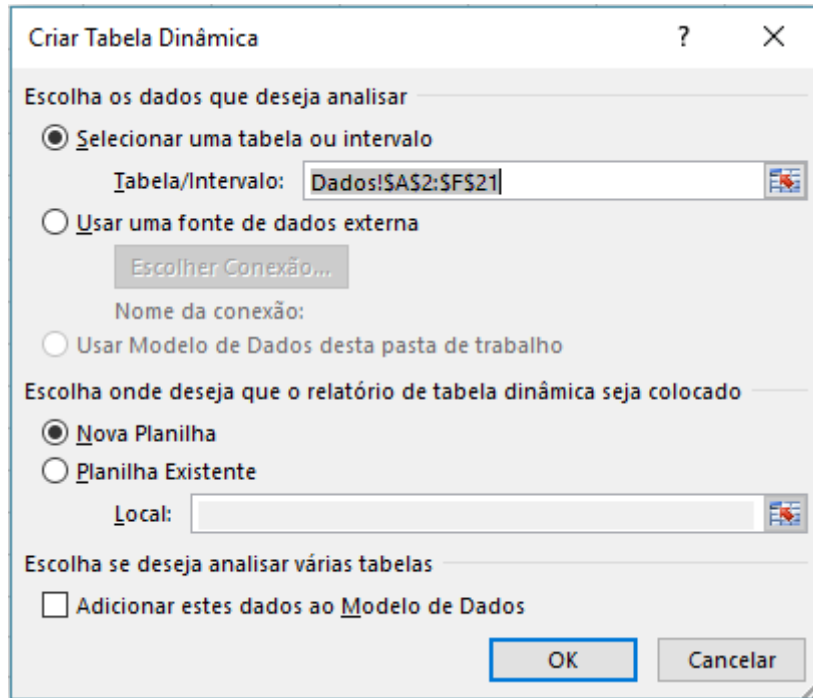 Criar Tabela Dinâmica ? ×
Escolha os dados que deseja analisar
Selecionar uma tabela ou intervalo
Tabela/Intervalo: Dados!$A$2:$F$21
Usar uma fonte de dados externa
Escolher Conexão...
Nome da conexão:
Usar Modelo de Dados desta pasta de trabalho
Escolha onde deseja que o relatório de tabela dinâmica seja colocado
Nova Planilha
Planilha Existente
Local:
Escolha se deseja analisar várias tabelas
Adicionar estes dados ao Modelo de Dados
OK Cancelar